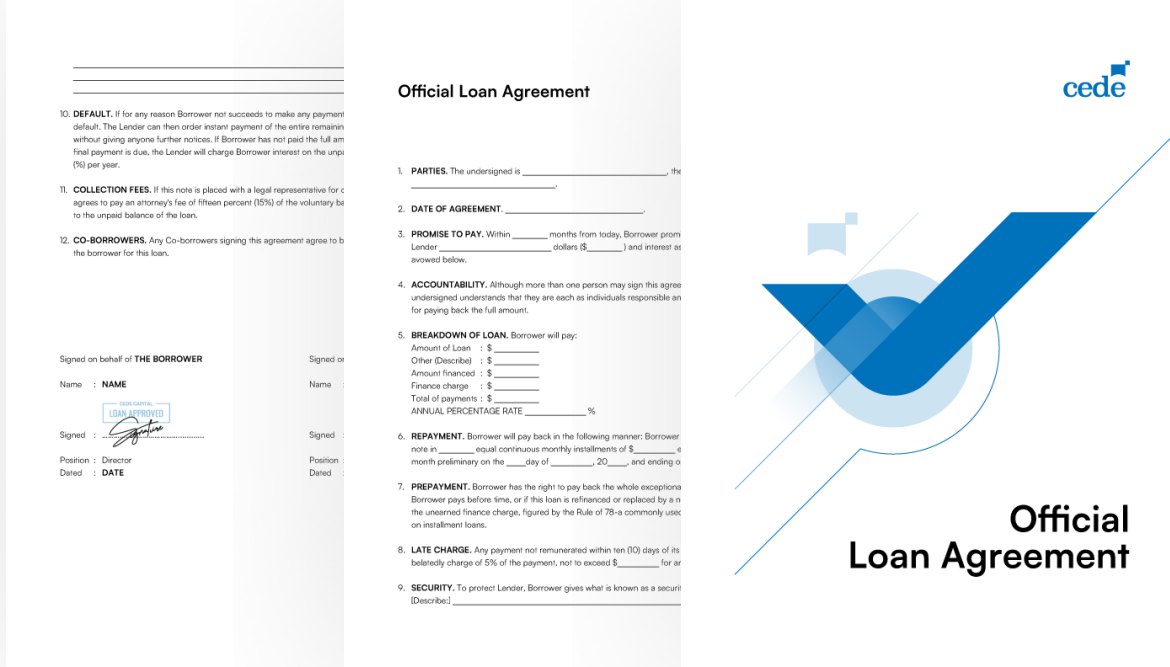 10. DEFAULT. If for any reason Borrower not succeeds to make any payment
default. The Lender can then order instant payment of the entire remainin
without giving anyone further notices. If Borrower has not paid the full am
final payment is due, the Lender will charge Borrower interest on the unpa
(%) per year.
11. COLLECTION FEES. If this note is placed with a legal representative for c
agrees to pay an attorney's fee of fifteen percent (15%) of the voluntary ba
to the unpaid balance of the loan.
12. CO-BORROWERS. Any Co-borrowers signing this agreement agree to b
the borrower for this loan.
Signed on behalf of THE BORROWER
Name : NAME
CEDE CAPITAL
LOAN APPROVED
Signature
Signed :
Position : Director
Dated : DATE
Signed or
Name :
Signed :
Position :
Dated :
Official Loan Agreement
1. PARTIES. The undersigned is ____________________, the
____________________.
2. DATE OF AGREEMENT. ____________________.
3. PROMISE TO PAY. Within ______ months from today, Borrower prom
Lender ____________________ dollars ($______ ) and interest as
avowed below.
4. ACCOUNTABILITY. Although more than one person may sign this agree
undersigned understands that they are each as individuals responsible an
for paying back the full amount.
5. BREAKDOWN OF LOAN. Borrower will pay:
Amount of Loan : $ ________
Other (Describe) : $ ________
Amount financed : $ ________
Finance charge : $ ________
Total of payments : $ ________
ANNUAL PERCENTAGE RATE ____________ %
6. REPAYMENT. Borrower will pay back in the following manner: Borrower
note in ______ equal continuous monthly installments of $________ e
month preliminary on the ____day of ________, 20____, and ending o
7. PREPAYMENT. Borrower has the right to pay back the whole exceptiona
Borrower pays before time, or if this loan is refinanced or replaced by a n
the unearned finance charge, figured by the Rule of 78-a commonly used
on installment loans.
8. LATE CHARGE. Any payment not remunerated within ten (10) days of its
belatedly charge of 5% of the payment, not to exceed $________ for ar
9. SECURITY. To protect Lender, Borrower gives what is known as a securit
[Describe:] ____________________
cede
Official
Loan Agreement